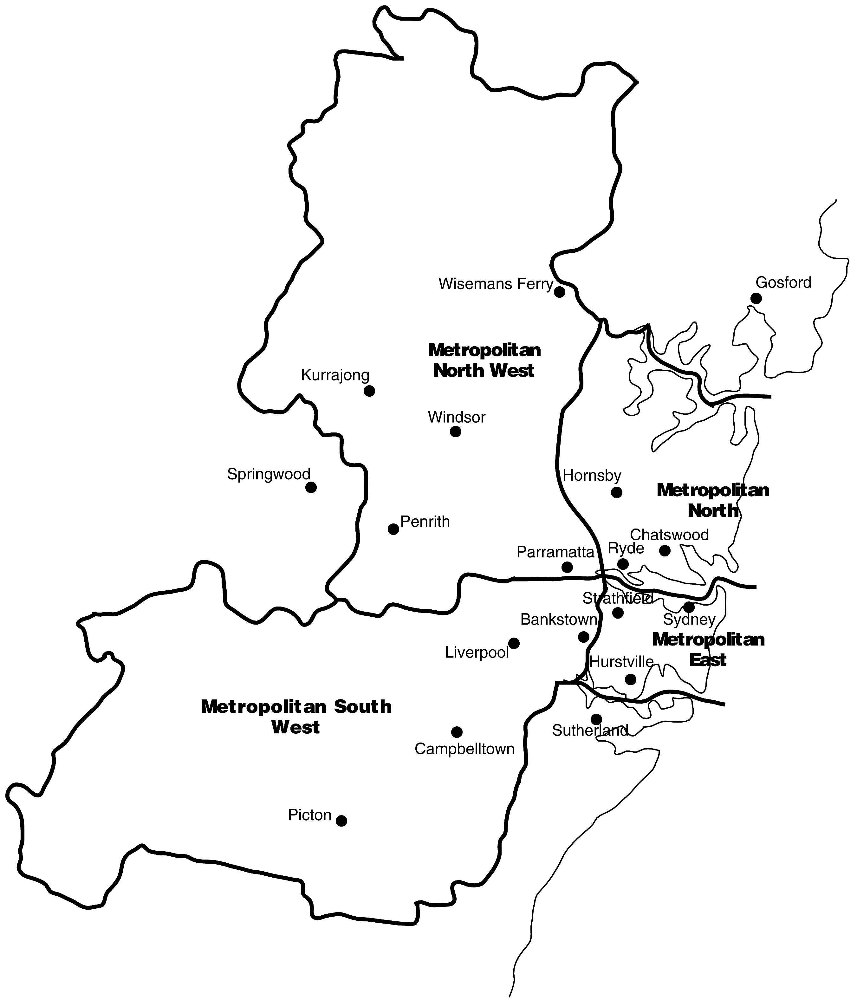 Wisemans Ferry
Gosford
Metropolitan
North West
Kurrajong
Windsor
Springwood
Hornsby
Metropolitan
North
Penrith
Chatswood
Ryde
Parramatta
Strathfield
Bankstown
Sydney
Metropolitan
East
Liverpool
Hurstville
Metropolitan South
West
Sutherland
Campbelltown
Picton